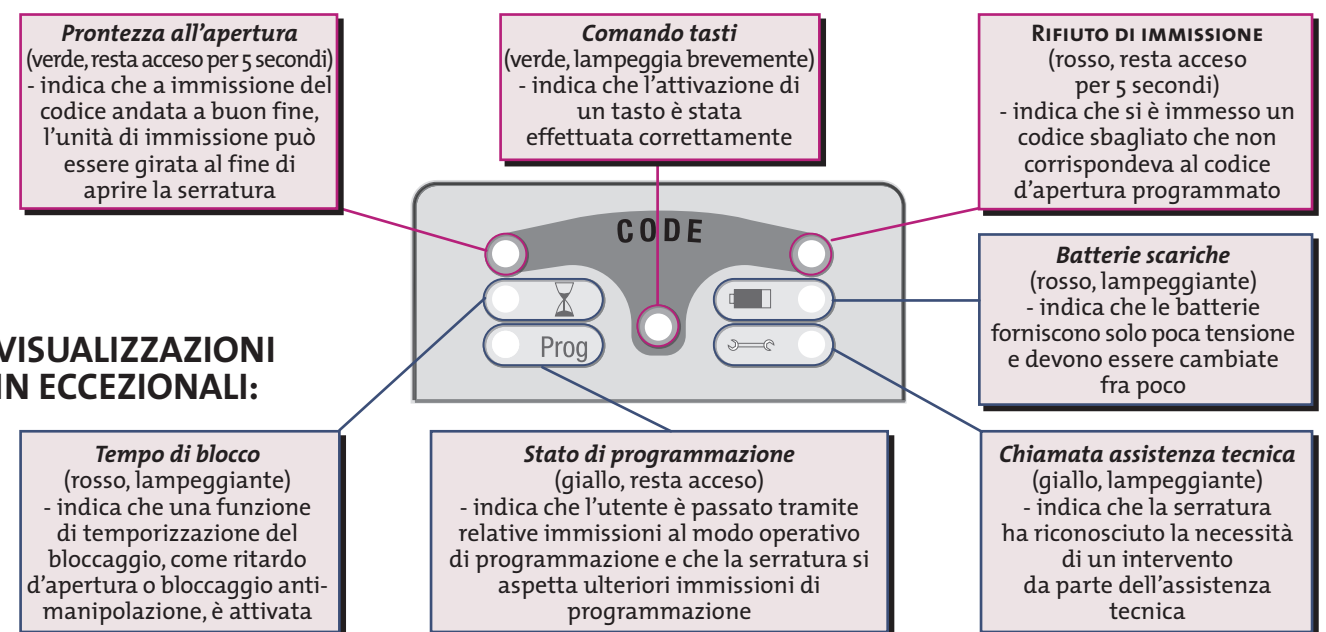 Prontezza all'apertura
(verde, resta acceso per 5 secondi)
- indica che a immissione del
codice andata a buon fine,
l'unità di immissione può
essere girata al fine di
aprire la serratura
Comando tasti
(verde, lampeggia brevemente)
- indica che l'attivazione di
un tasto è stata
effettuata correttamente
RIFIUTO DI IMMISSIONE
(rosso, resta acceso
per 5 secondi)
- indica che si è immesso un
codice sbagliato che non
corrispondeva al codice
d'apertura programmato
CODE
Prog
Batterie scariche
(rosso, lampeggiante)
- indica che le batterie
forniscono solo poca tensione
e devono essere cambiate
fra poco
VISUALIZZAZIONI
IN ECCEZIONALI:
Tempo di blocco
(rosso, lampeggiante)
- indica che una funzione
di temporizzazione del
bloccaggio, come ritardo
d'apertura o bloccaggio anti-
manipolazione, è attivata
Stato di programmazione
(giallo, resta acceso)
- indica che l'utente è passato tramite
relative immissioni al modo operativo
di programmazione e che la serratura si
aspetta ulteriori immissioni di
programmazione
Chiamata assistenza tecnica
(giallo, lampeggiante)
- indica che la serratura
ha riconosciuto la necessità
di un intervento
da parte dell'assistenza
tecnica